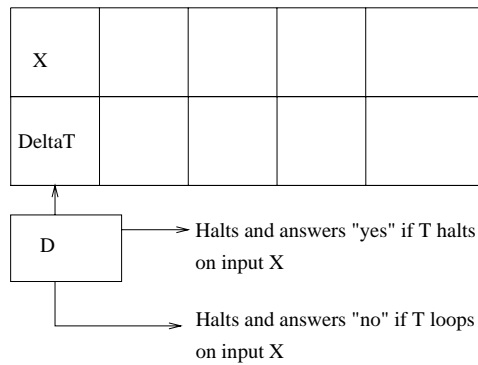 X
DeltaT
D
Halts and answers "yes" if T halts
on input X
Halts and answers "no" if T loops
on input X